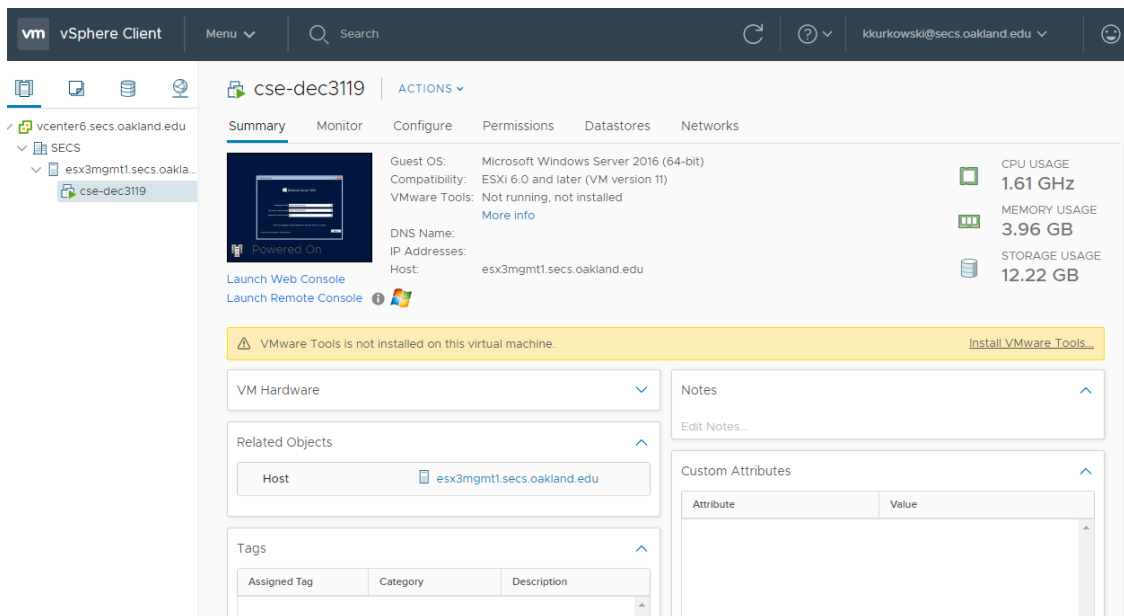 vm vSphere Client Menu Search kkurkowski@secs.oakland.edu
cse-dec3119 ACTIONS
vcenter6.secs.oakland.edu
SECS
esx3mgmt1.secs.oakla...
cse-dec3119
Summary Monitor Configure Permissions Datastores Networks
Powered On
Launch Web Console
Launch Remote Console
Guest OS: Microsoft Windows Server 2016 (64-bit)
Compatibility: ESXi 6.0 and later (VM version 11)
VMware Tools: Not running, not installed
More info
DNS Name:
IP Addresses:
Host: esx3mgmt1.secs.oakland.edu
CPU USAGE
1.61 GHz
MEMORY USAGE
3.96 GB
STORAGE USAGE
12.22 GB
VMware Tools is not installed on this virtual machine. Install VMware Tools...
VM Hardware
Related Objects
Host esx3mgmt1.secs.oakland.edu
Tags
Assigned Tag Category Description
Notes
Edit Notes...
Custom Attributes
Attribute Value